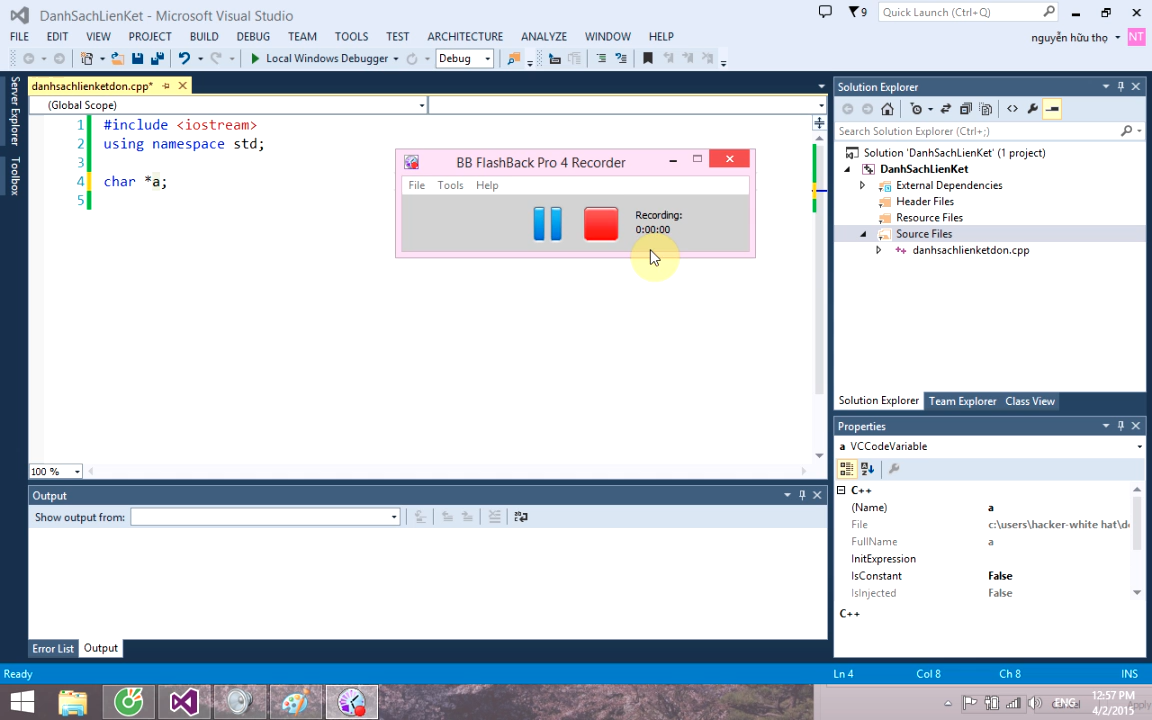 DanhSachLienKet - Microsoft Visual Studio
9
Quick Launch (Ctrl+Q)
FILE EDIT VIEW PROJECT BUILD DEBUG TEAM TOOLS TEST ARCHITECTURE ANALYZE WINDOW HELP
nguyễn hữu thọ NT
Local Windows Debugger Debug
Server Explorer
Toolbox
danhsachlienketdon.cpp*
(Global Scope)
1 #include <iostream>
2 using namespace std;
3
4 char *a;
5
BB FlashBack Pro 4 Recorder
File Tools Help
Recording:
0:00:00
Solution Explorer
Search Solution Explorer (Ctrl+;)
Solution 'DanhSachLienKet' (1 project)
DanhSachLienKet
External Dependencies
Header Files
Resource Files
Source Files
danhsachlienketdon.cpp
Solution Explorer Team Explorer Class View
Properties
a VCCodeVariable
C++
(Name) a
File c:\users\hacker-white hat\d
FullName a
InitExpression
IsConstant False
IsInjected False
C++
100 %
Output
Show output from:
Error List Output
Ready
Ln 4 Col 8 Ch 8 INS
ENG
12:57 PM
4/2/2015